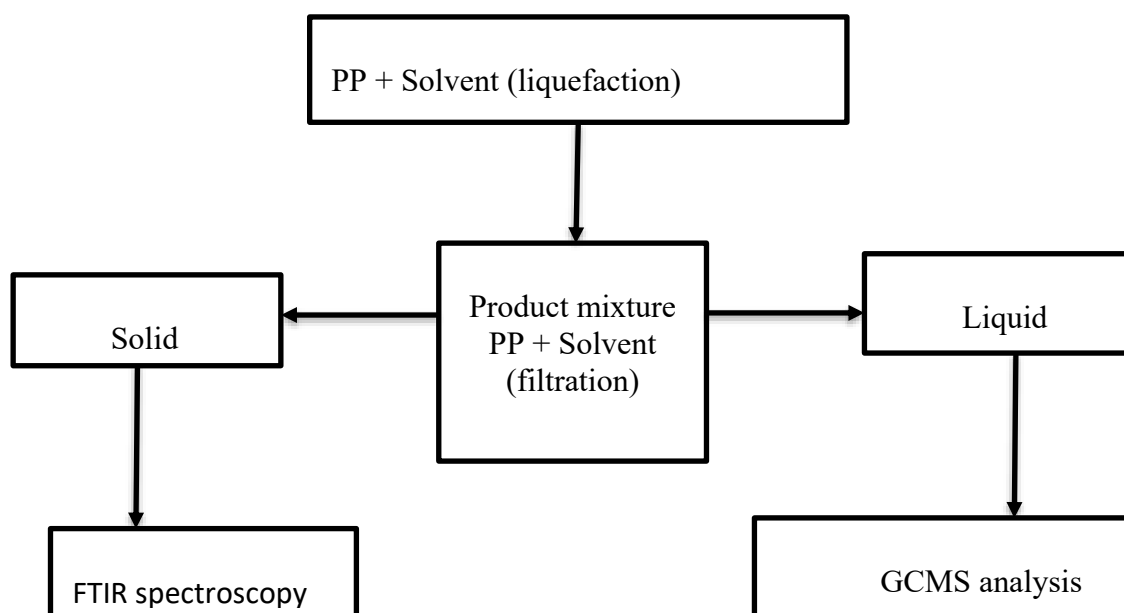 PP + Solvent (liquefaction)
Product mixture
PP + Solvent
(filtration)
Solid
Liquid
FTIR spectroscopy
GCMS analysis